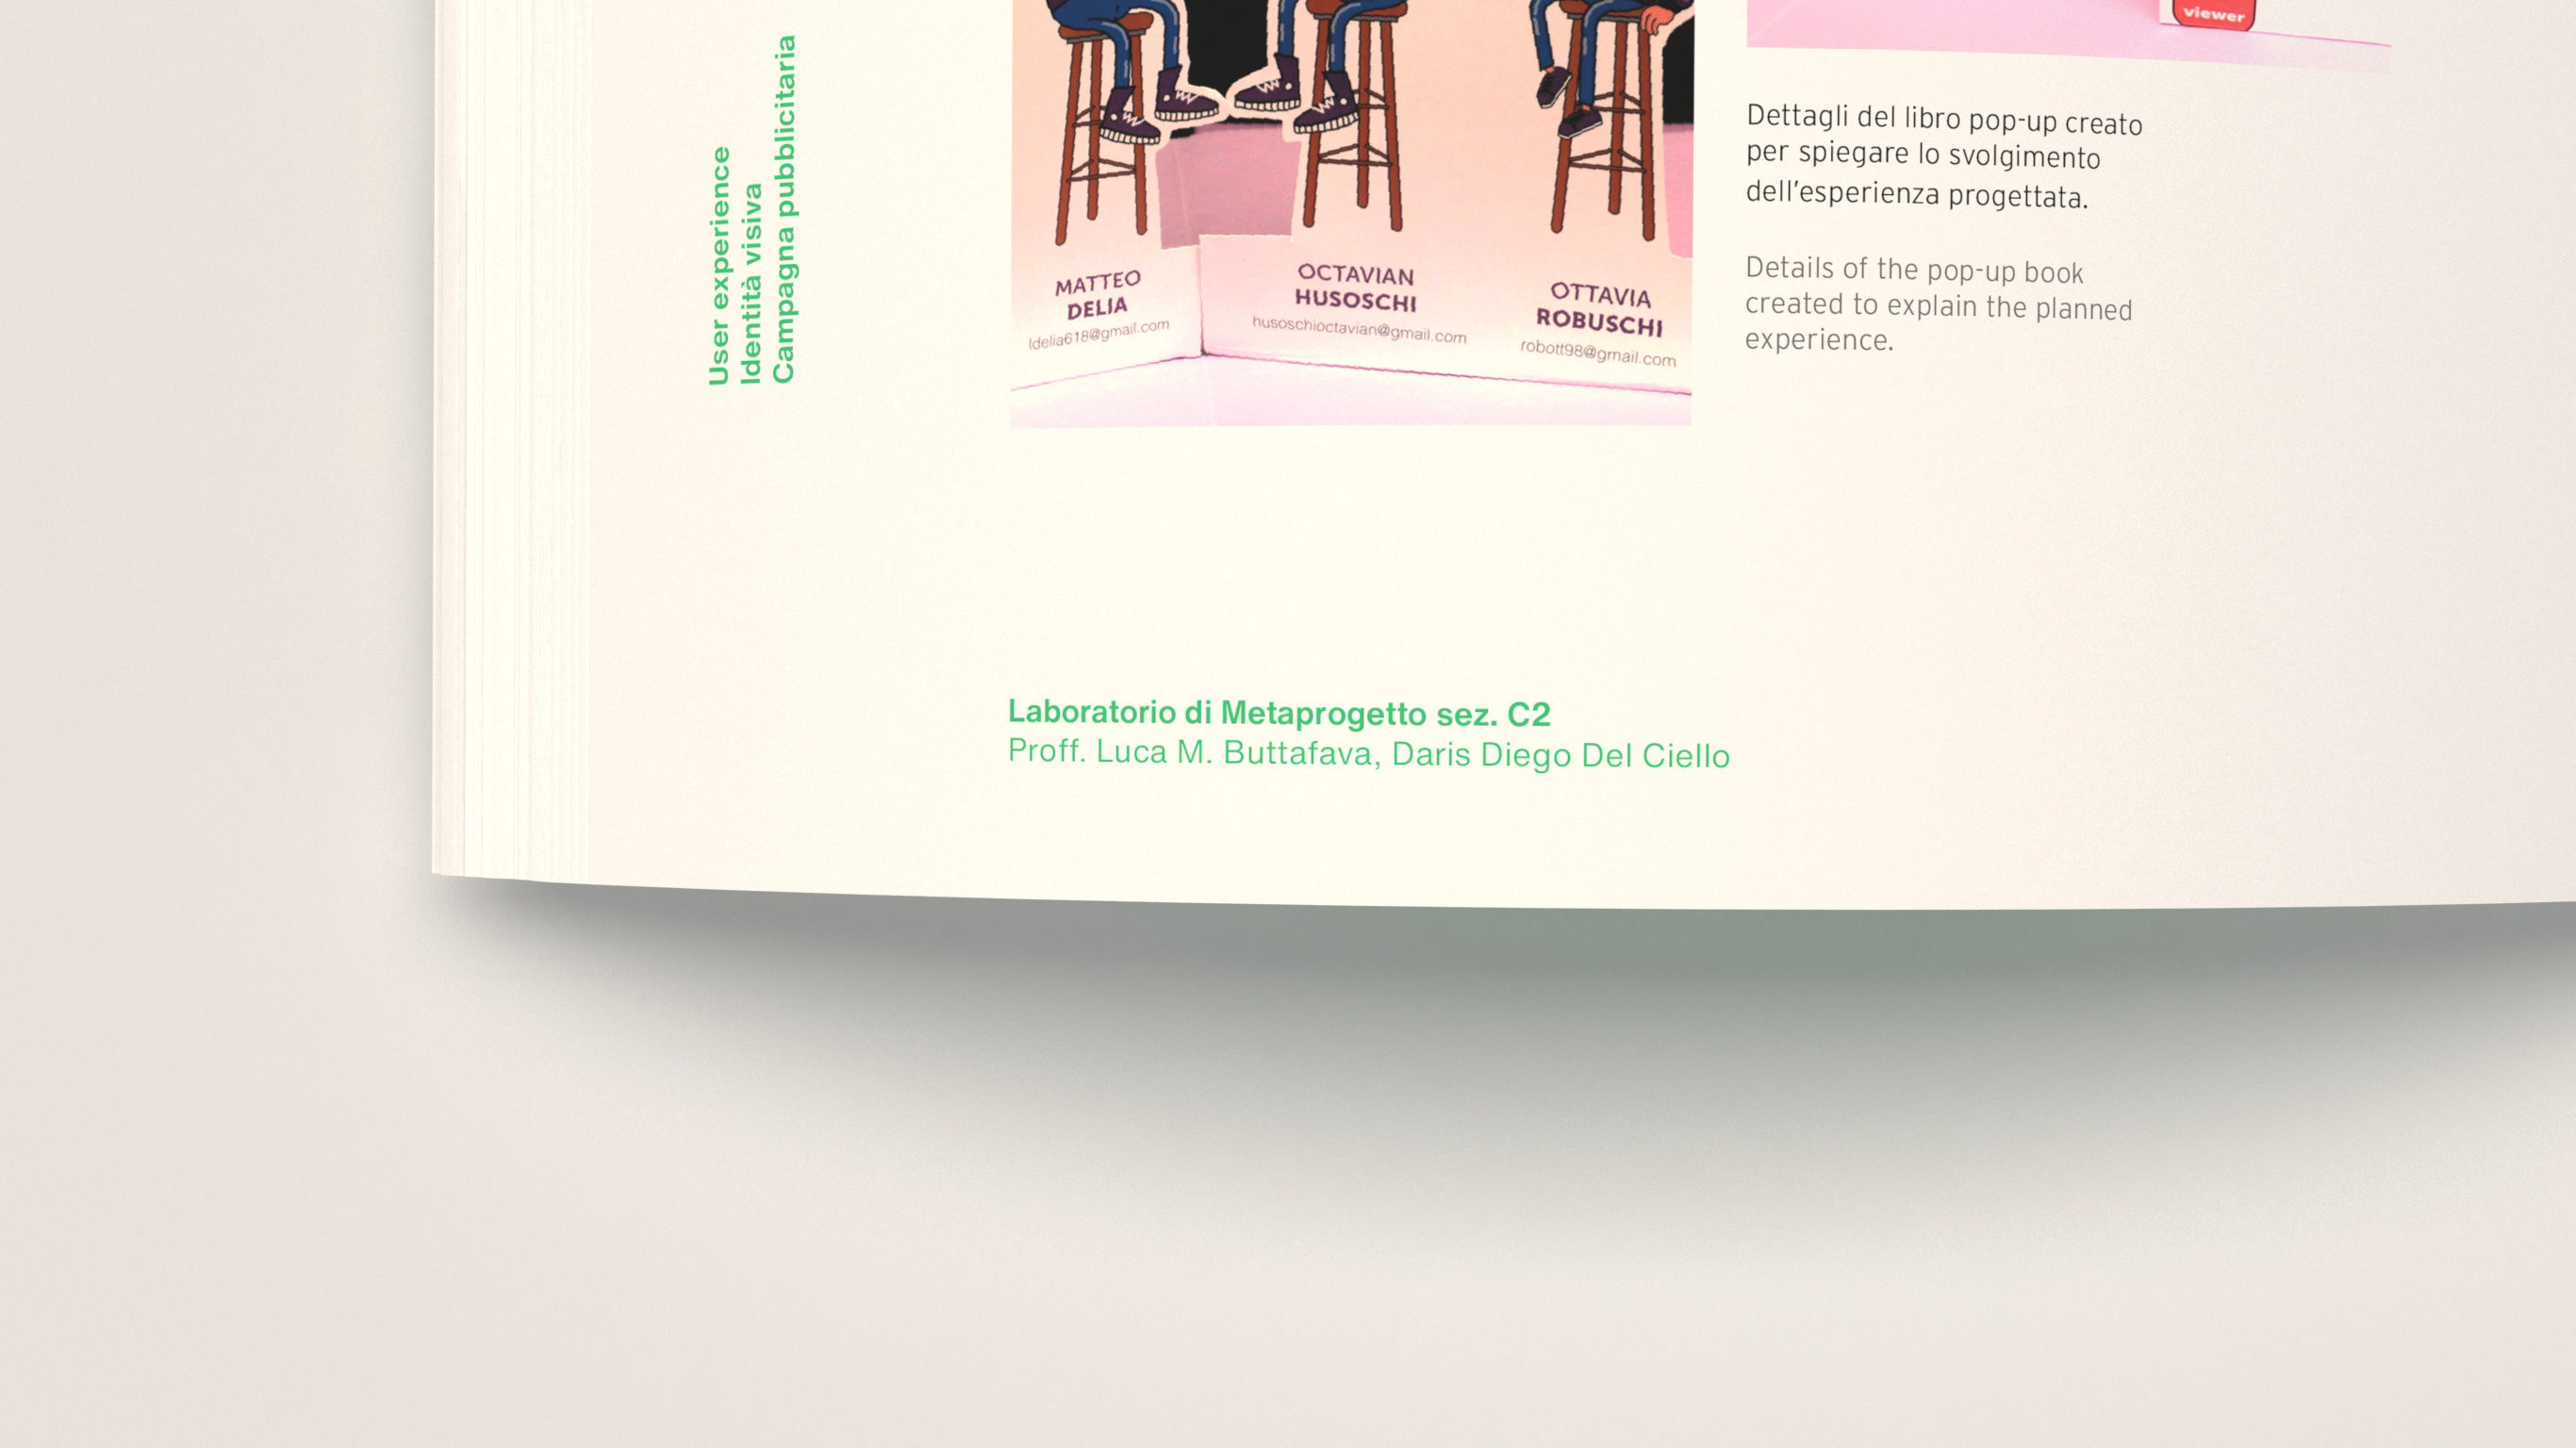 User experience
Identità visiva
Campagna pubblicitaria
MATTEO
DELIA
ldelia618@gmail.com
OCTAVIAN
HUSOSCHI
husoschioctavian@gmail.com
OTTAVIA
ROBUSCHI
robott98@gmail.com
viewer
Dettagli del libro pop-up creato
per spiegare lo svolgimento
dell'esperienza progettata.
Details of the pop-up book
created to explain the planned
experience.
Laboratorio di Metaprogetto sez. C2
Proff. Luca M. Buttafava, Daris Diego Del Ciello